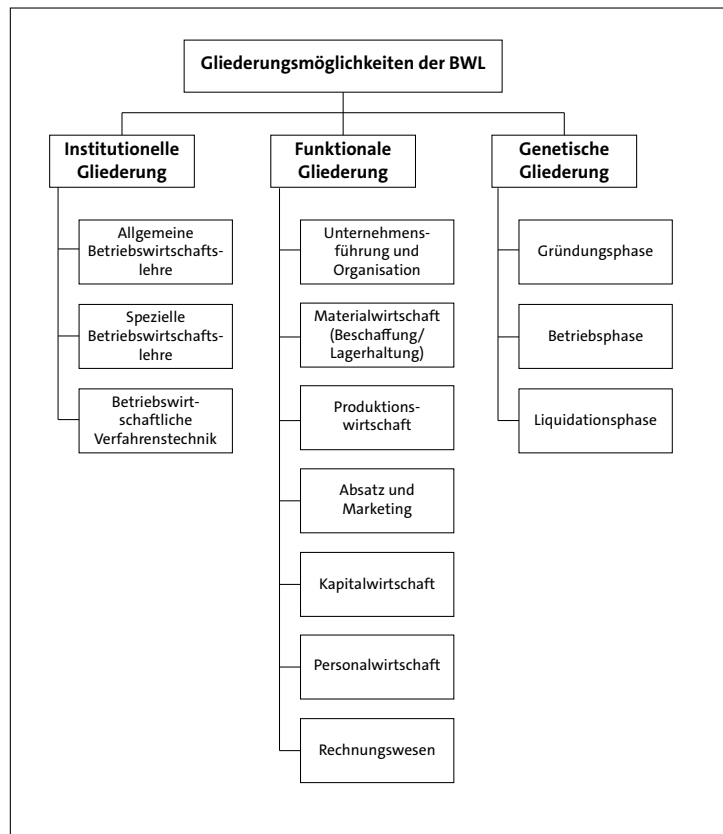 Gliederungsmöglichkeiten der BWL
Institutionelle
Gliederung
Allgemeine
Betriebswirtschafts-
lehre
Spezielle
Betriebswirtschafts-
lehre
Betriebswirt-
schaftliche
Verfahrenstechnik
Funktionale
Gliederung
Unternehmens-
führung und
Organisation
Materialwirtschaft
(Beschaffung/
Lagerhaltung)
Produktions-
wirtschaft
Absatz und
Marketing
Kapitalwirtschaft
Personalwirtschaft
Rechnungswesen
Genetische
Gliederung
Gründungsphase
Betriebsphase
Liquidationsphase